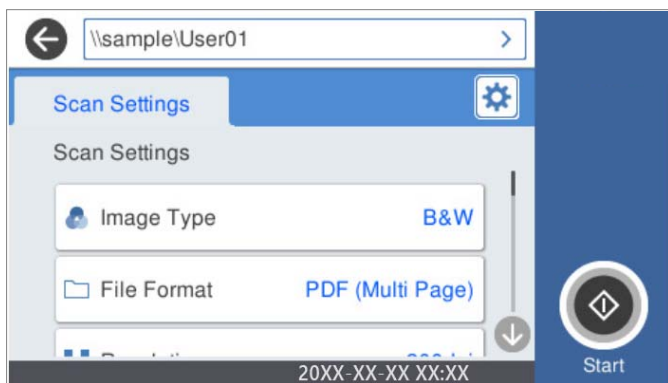 \\sample\User01
Scan Settings
Scan Settings
Image Type B&W
File Format PDF (Multi Page)
20XX-XX-XX XX:XX
Start